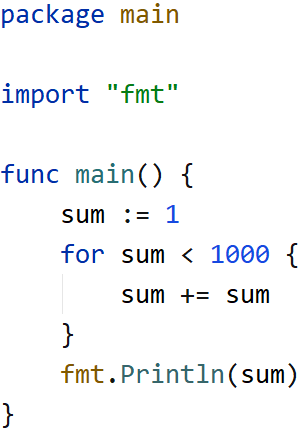 package main

import "fmt"

func main() {
    sum := 1
    for sum < 1000 {
        sum += sum
    }
    fmt.Println(sum)
}